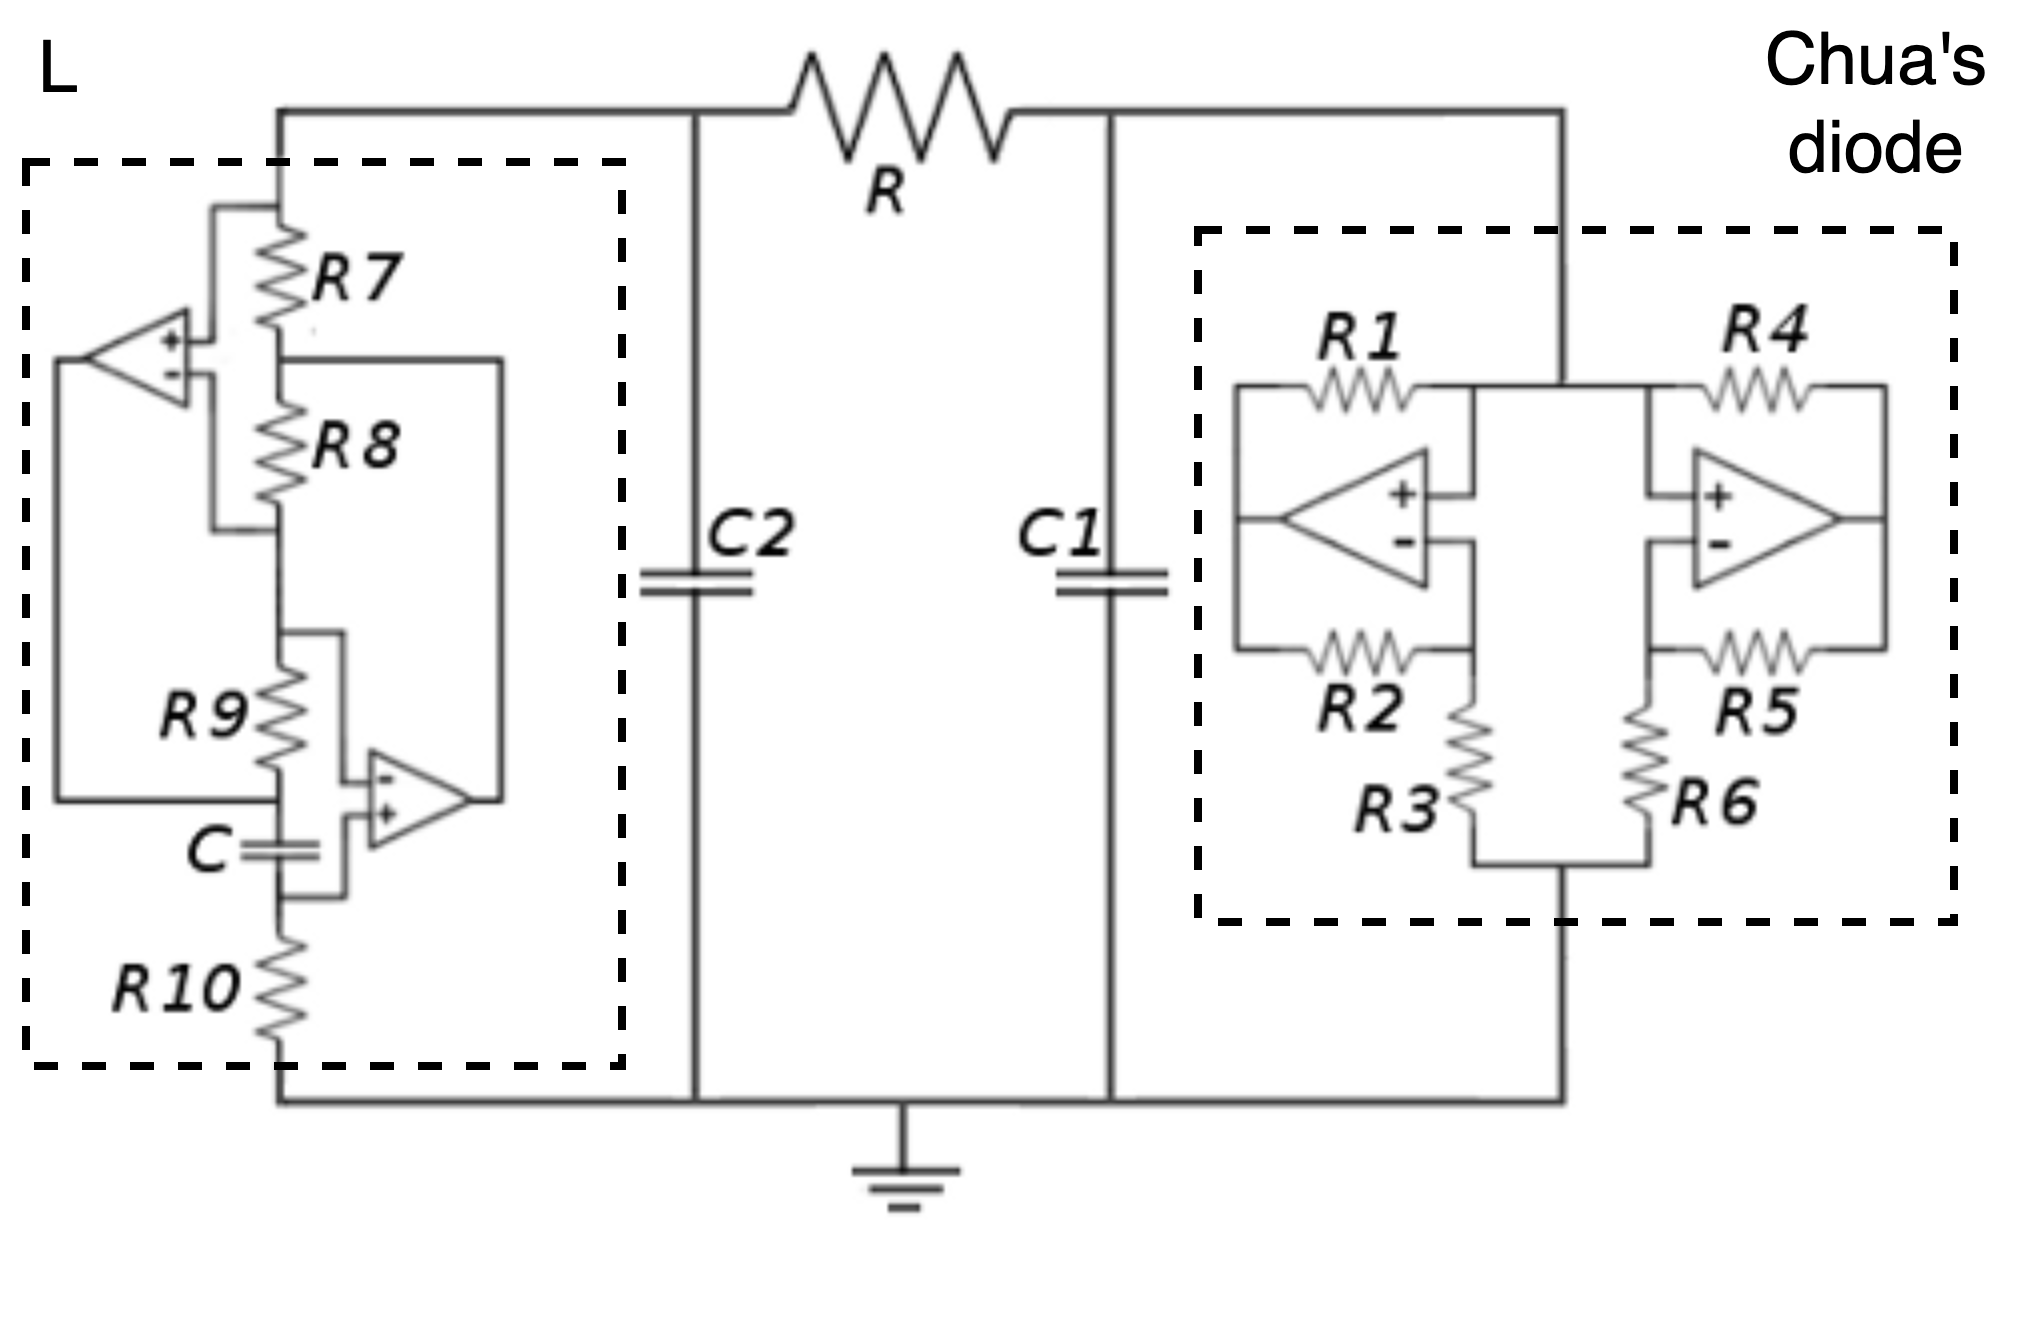 L
Chua's
diode
R
R7
R8
C2
C1
R1
R4
+
-
+
-
+
-
R2
R5
R9
R3
R6
-
+
C
R10